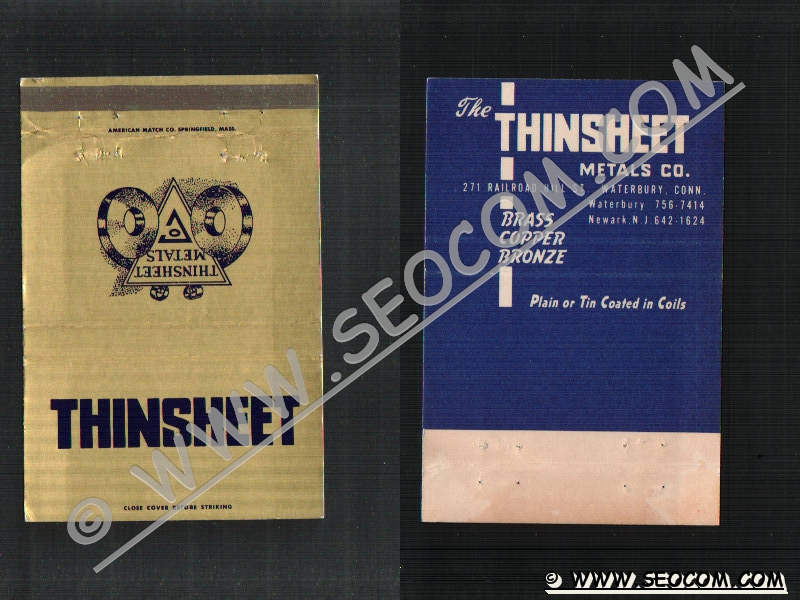 AMERICAN MATCH CO. SPRINGFIELD, MASS.
THINSHEET
METALS
THINSHEET
CLOSE COVER BEFORE STRIKING
The
THINSHEET
METALS CO.
271 RAILROAD HILL ST. WATERBURY, CONN.
Waterbury 756-7414
Newark, N.J. 642-1624
BRASS
COPPER
BRONZE
Plain or Tin Coated in Coils
© WWW.SEOCOM.COM
© WWW.SEOCOM.COM